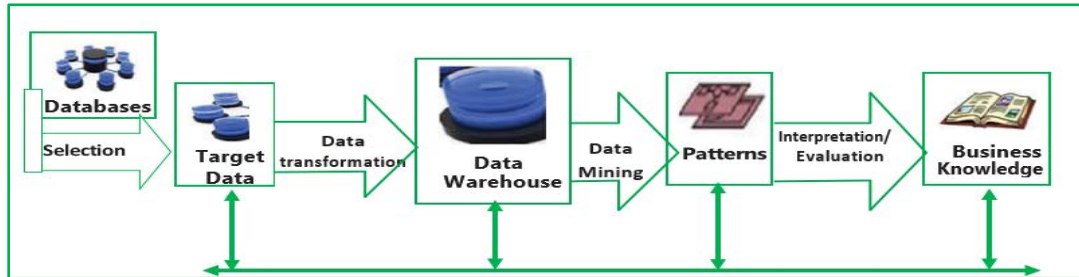 Databases
Selection
Target
Data
Data
transformation
Data
Warehouse
Data
Mining
Patterns
Interpretation/
Evaluation
Business
Knowledge